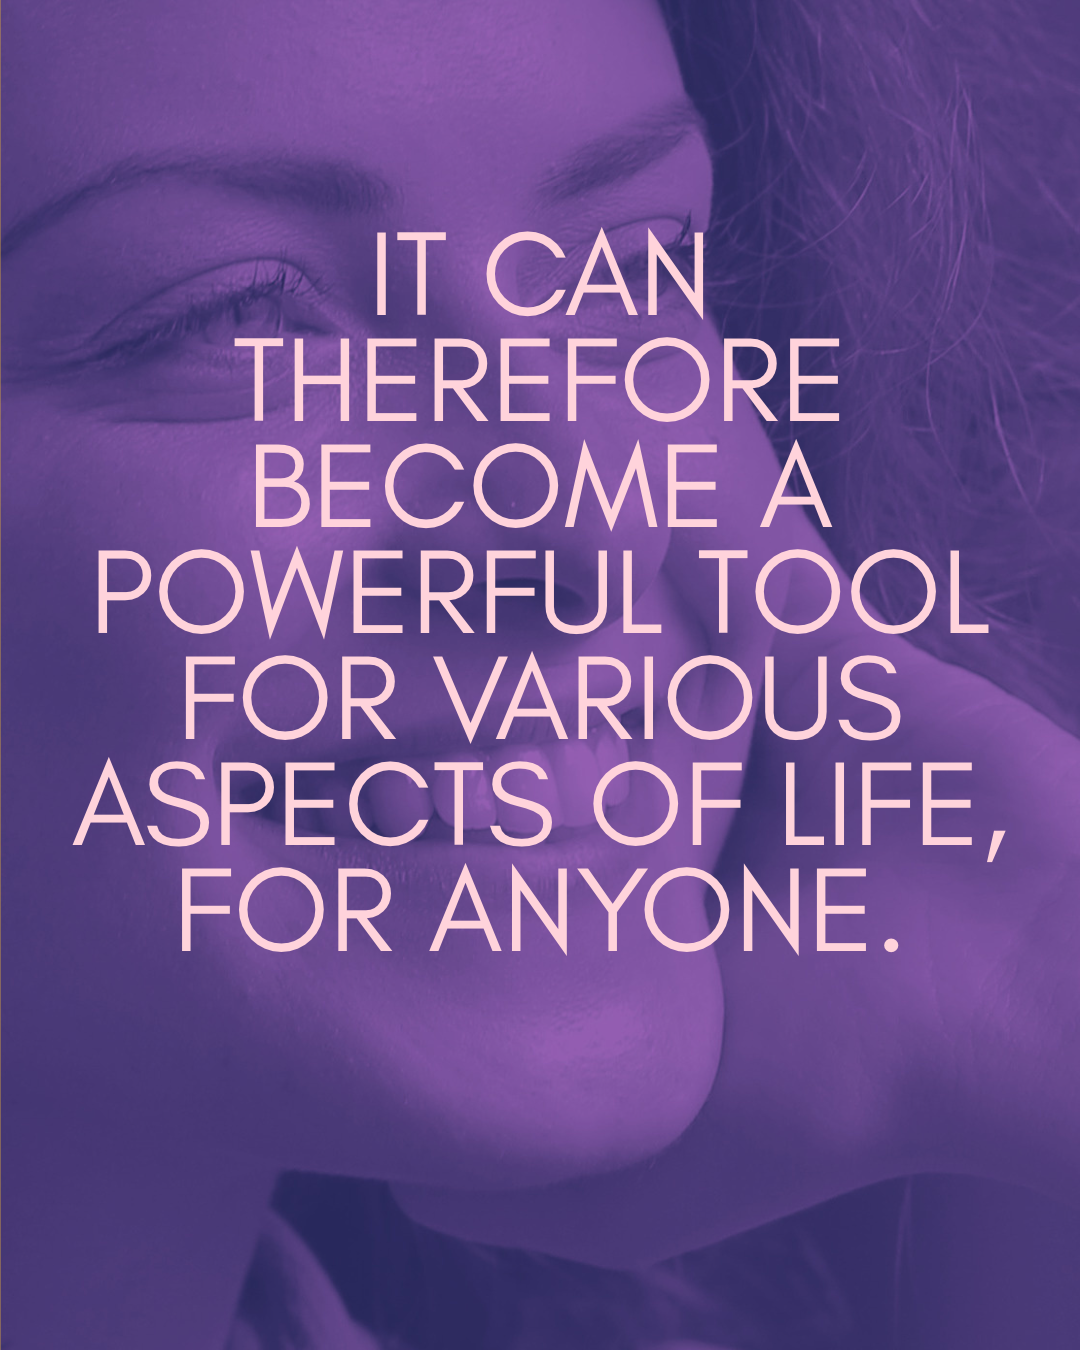 IT CAN
THEREFORE
BECOME A
POWERFUL TOOL
FOR VARIOUS
ASPECTS OF LIFE,
FOR ANYONE.